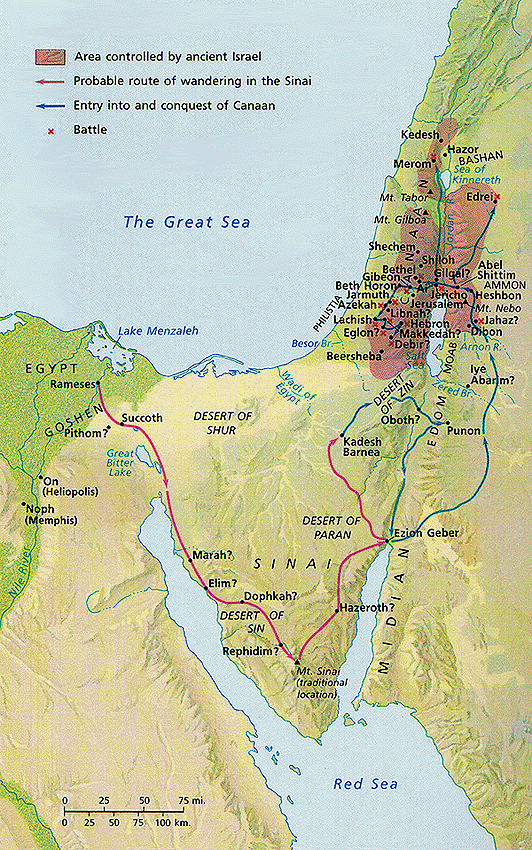 Area controlled by ancient Israel
Probable route of wandering in the Sinai
Entry into and conquest of Canaan
Battle
Kedesh
Hazor
BASHAN
Merom
Sea of
Kinnereth
Mt. Tabor
Edrei
Mt. Gilboa
Jordan R.
CANAAN
The Great Sea
Shechem
Shiloh
Bethel
Gilgal?
Abel
Shittim
Gibeon
Ai
AMMON
Beth Horon
Jericho
Heshbon
Jarmuth
Jerusalem
Mt. Nebo
Azekah
Libnah?
Jahaz?
PHILISTIA
Lachish
Hebron
Dibon
Eglon?
Makkedah?
Debir?
Arnon R.
Besor Br.
Beersheba
Salt
Sea
MOAB
Iye
Abarim?
Zered Br.
Lake Menzaleh
EGYPT
Rameses
Wadi of
Egypt
DESERT
OF ZIN
GOSHEN
Succoth
DESERT OF
SHUR
Oboth?
EDOM
Punon
Pithom?
Kadesh
Barnea
Great
Bitter
Lake
On
(Heliopolis)
Noph
(Memphis)
DESERT OF
PARAN
Ezion Geber
Nile River
Marah?
SINAI
Elim?
Dophkah?
DESERT OF
SIN
Hazeroth?
MIDIAN
Rephidim?
Mt. Sinai
(traditional
location)
Red Sea
0 25 50 75 mi.
0 25 50 75 100 km.